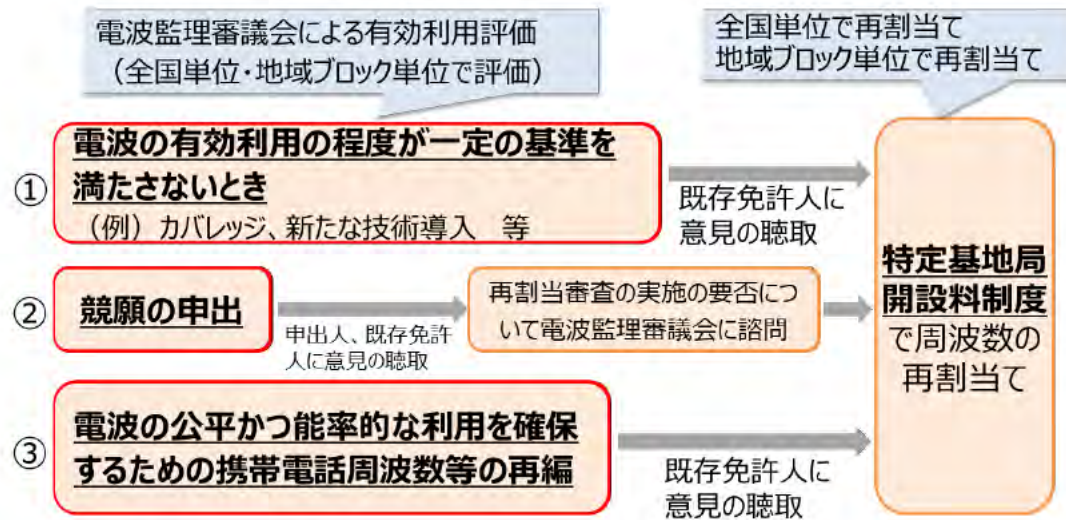 電波監理審議会による有効利用評価
（全国単位・地域ブロック単位で評価）
全国単位で再割当て
地域ブロック単位で再割当て
①
電波の有効利用の程度が一定の基準を
満たさないとき
（例）カバレッジ、新たな技術導入　等
既存免許人に
意見の聴取
②
競願の申出
申出人、既存免許
人に意見の聴取
再割当審査の実施の要否につ
いて電波監理審議会に諮問
③
電波の公平かつ能率的な利用を確保
するための携帯電話周波数等の再編
既存免許人に
意見の聴取
特定基地局
開設料制度
で周波数の
再割当て